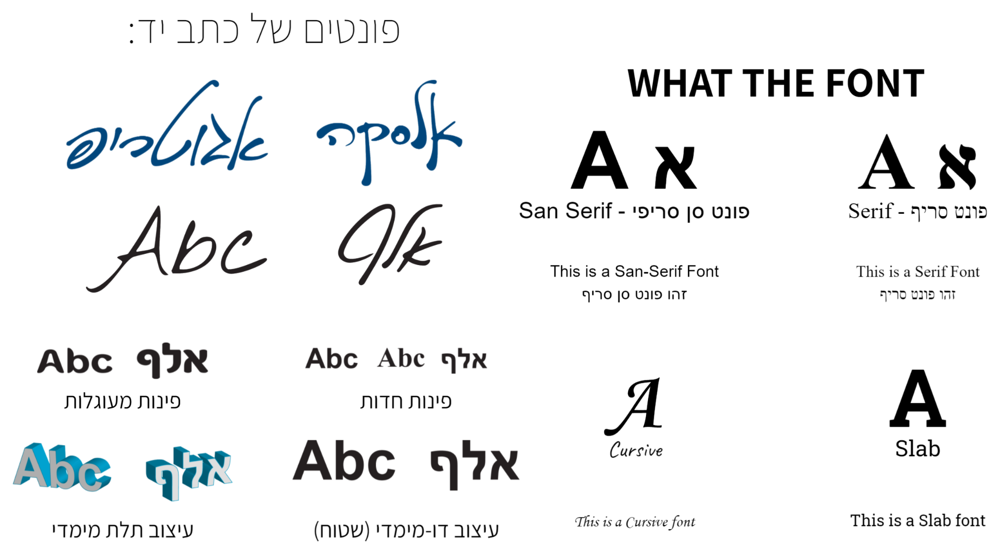 פונטים של כתב יד:
אלסקה
אבוטריפ
אלף
Abc
WHAT THE FONT
A א
San Serif - פונט סן סריפי
This is a San-Serif Font
זהו פונט סן סריף
A א
Serif - פונט סריף
This is a Serif Font
זהו פונט סריף
Abc אלף
פינות מעוגלות
Abc Abc אלף
פינות חדות
Abc אלף
עיצוב תלת מימדי
Abc אלף
עיצוב דו-מימדי (שטוח)
A
Cursive
This is a Cursive font
A
Slab
This is a Slab font